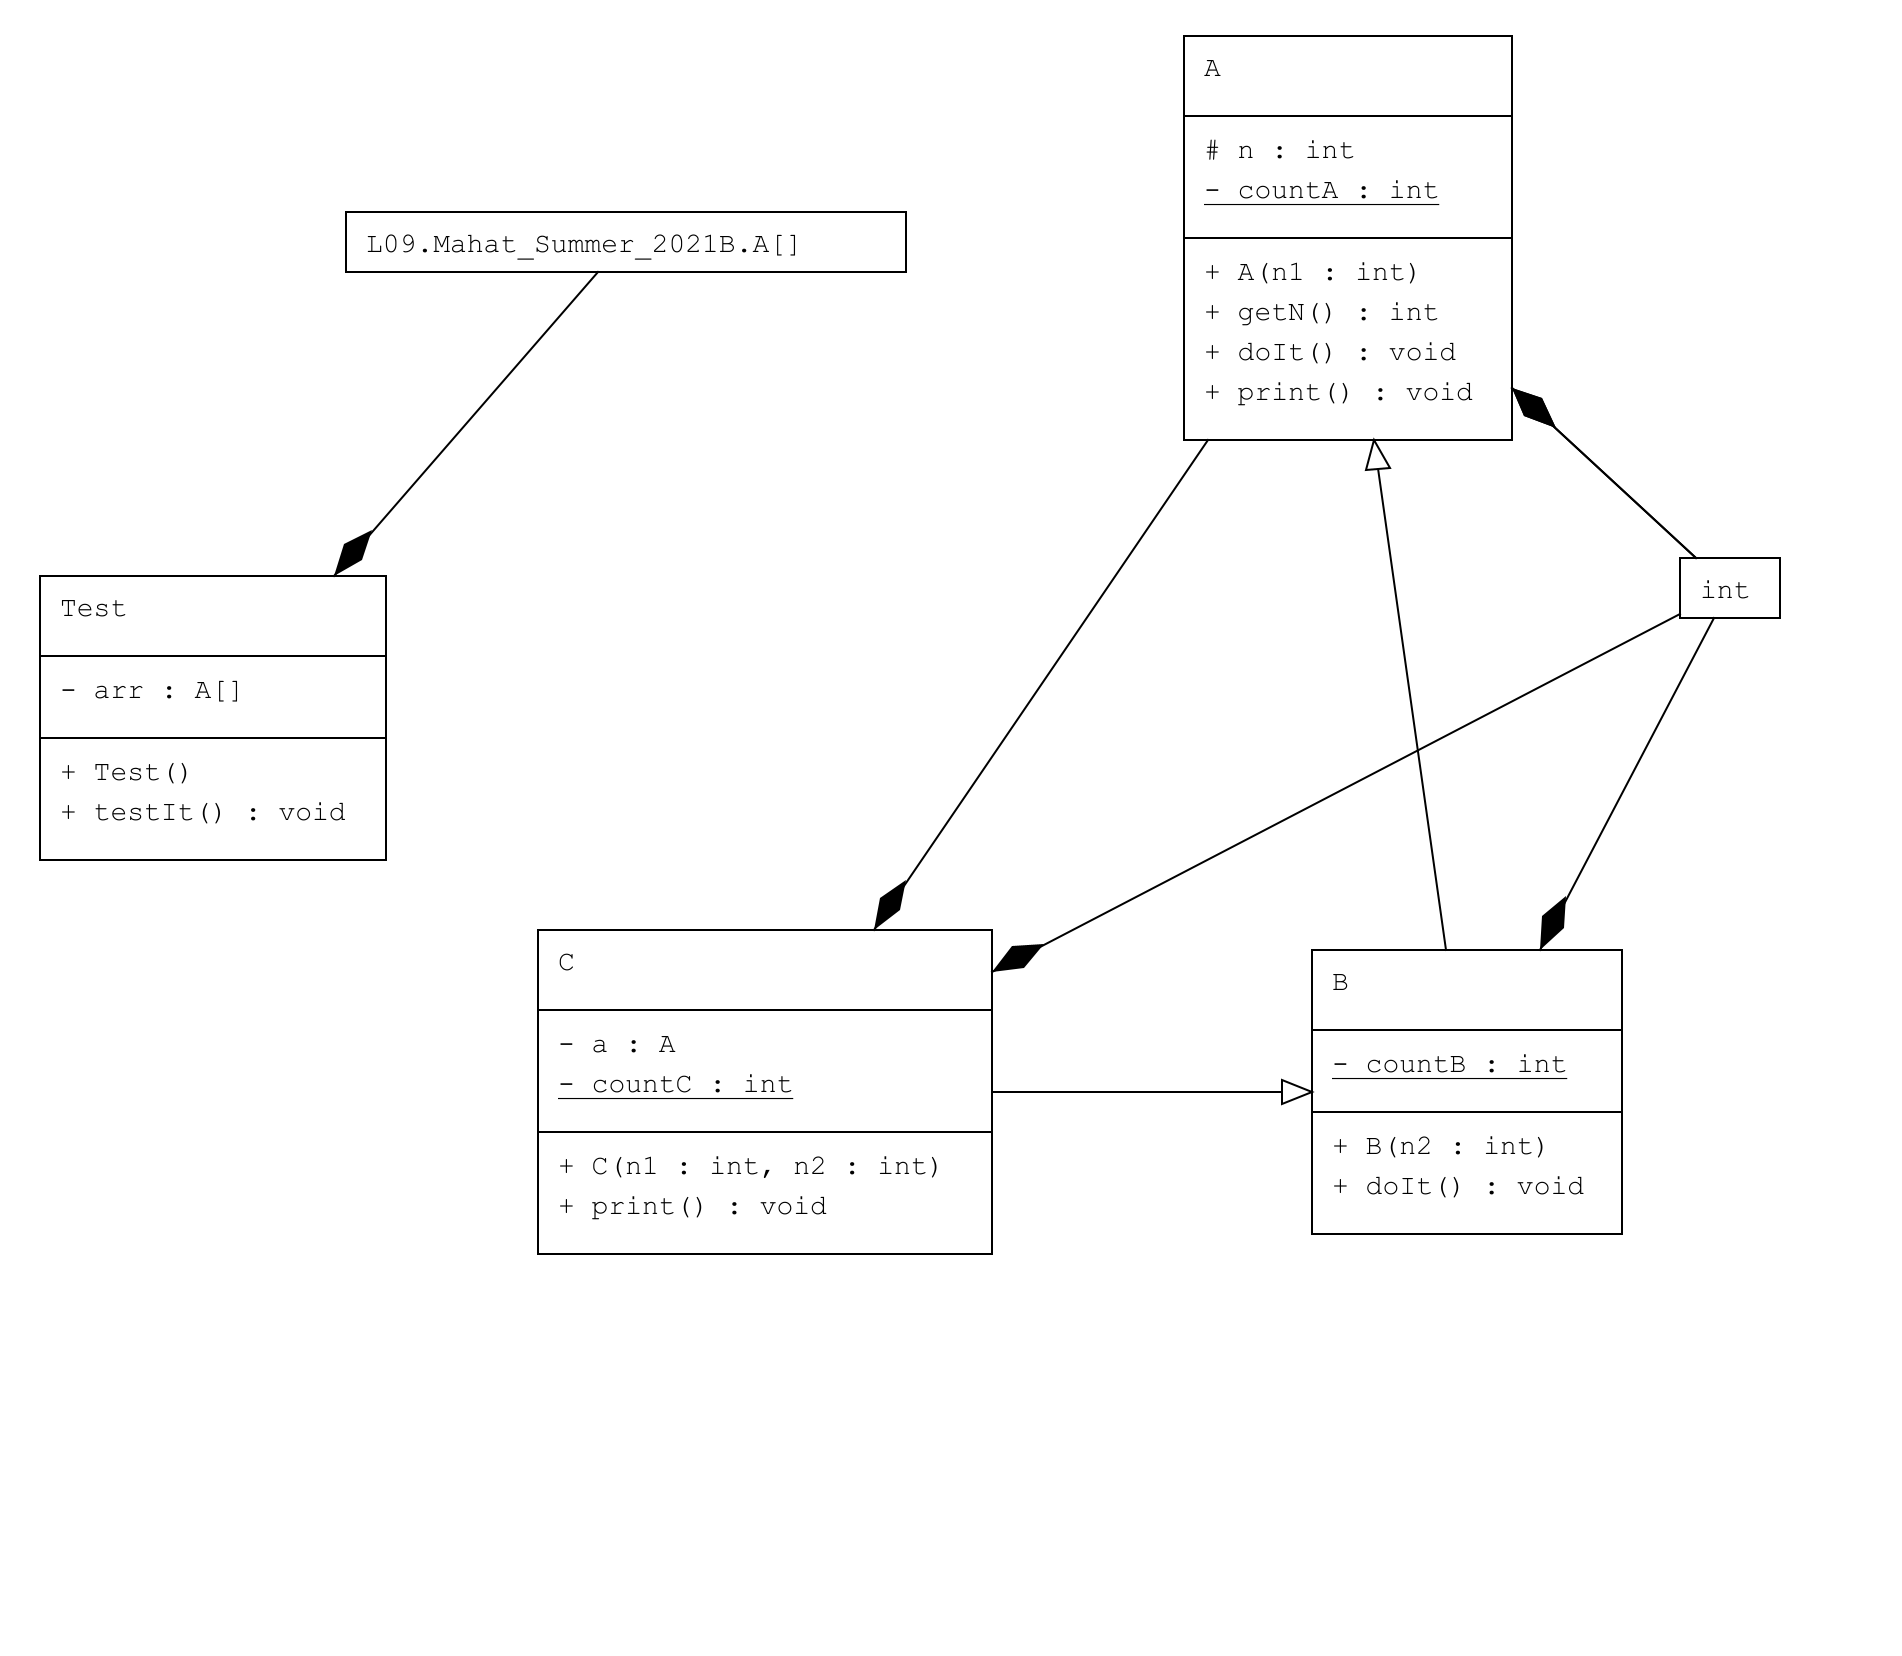 A
# n : int
- countA : int
+ A(n1 : int)
+ getN() : int
+ doIt() : void
+ print() : void
L09.Mahat_Summer_2021B.A[]
int
Test
- arr : A[]
+ Test()
+ testIt() : void
C
- a : A
- countC : int
+ C(n1 : int, n2 : int)
+ print() : void
B
- countB : int
+ B(n2 : int)
+ doIt() : void